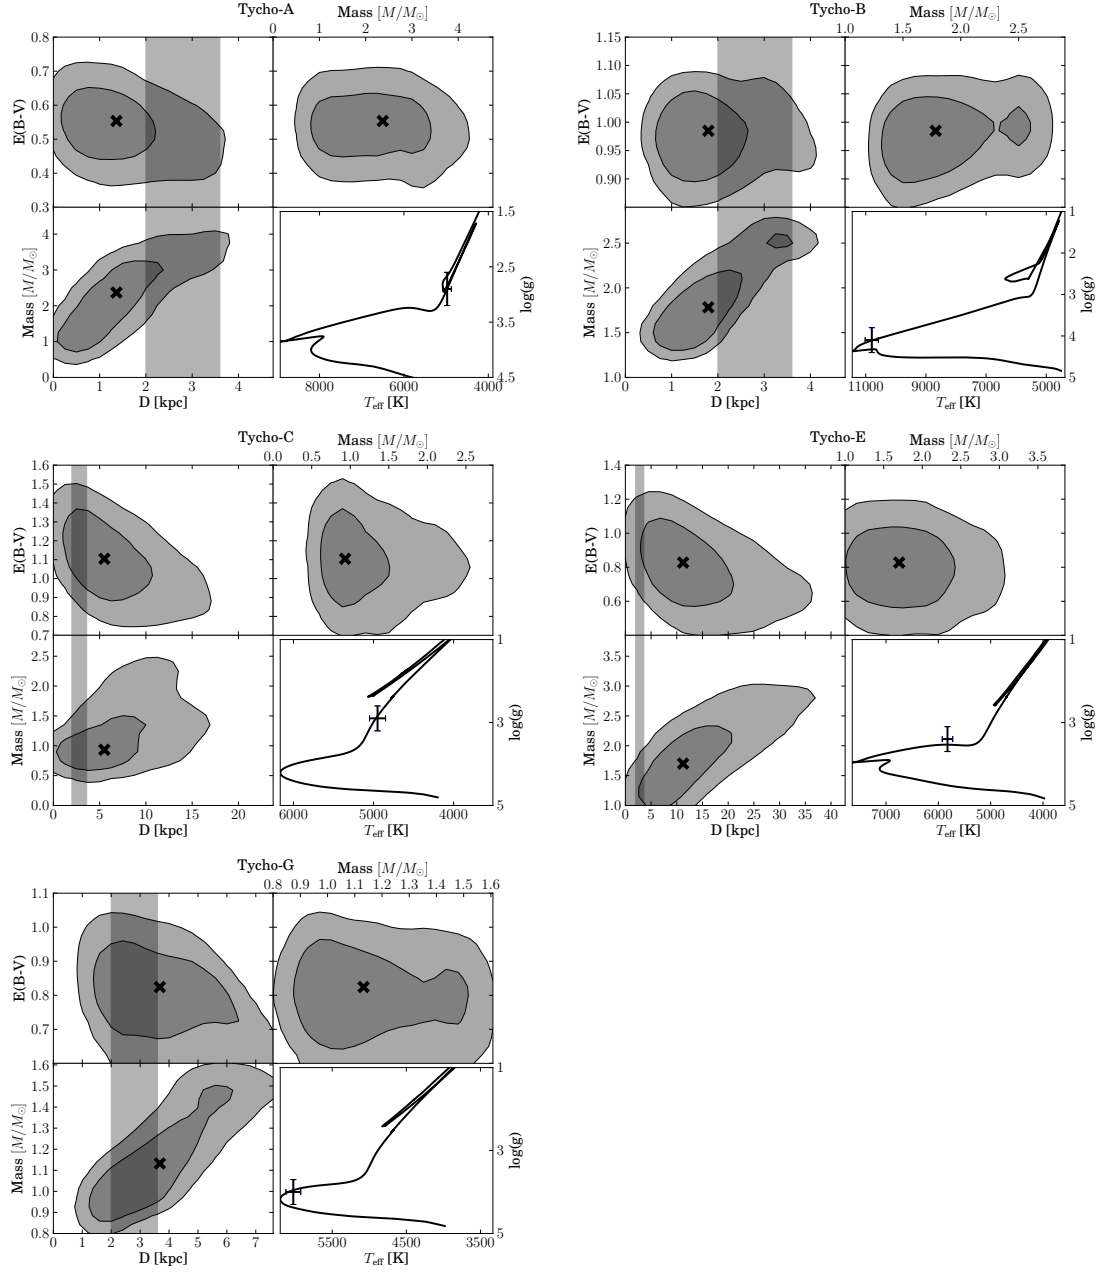 Tycho-A Mass [M/M⊙]
0 1 2 3 4
0.8
0.7
0.6
0.5
0.4
0.3
E(B-V)
4
3
2
1
0
Mass [M/M⊙]
0 1 2 3 4
D [kpc]
1.5
2.5
3.5
4.5
log(g)
8000 6000 4000
Teff [K]
Tycho-B Mass [M/M⊙]
1.0 1.5 2.0 2.5
1.15
1.10
1.05
1.00
0.95
0.90
E(B-V)
2.5
2.0
1.5
1.0
Mass [M/M⊙]
0 1 2 3 4
D [kpc]
1
2
3
4
5
log(g)
11000 9000 7000 5000
Teff [K]
Tycho-C Mass [M/M⊙]
0.0 0.5 1.0 1.5 2.0 2.5
1.6
1.5
1.4
1.3
1.2
1.1
1.0
0.9
0.8
0.7
E(B-V)
2.5
2.0
1.5
1.0
0.5
0.0
Mass [M/M⊙]
0 5 10 15 20
D [kpc]
1
3
5
log(g)
6000 5000 4000
Teff [K]
Tycho-E Mass [M/M⊙]
1.0 1.5 2.0 2.5 3.0 3.5
1.4
1.2
1.0
0.8
0.6
E(B-V)
3.5
3.0
2.5
2.0
1.5
1.0
Mass [M/M⊙]
0 5 10 15 20 25 30 35 40
D [kpc]
1
3
5
log(g)
7000 6000 5000 4000
Teff [K]
Tycho-G Mass [M/M⊙]
0.8 0.9 1.0 1.1 1.2 1.3 1.4 1.5 1.6
1.1
1.0
0.9
0.8
0.7
E(B-V)
1.6
1.5
1.4
1.3
1.2
1.1
1.0
0.9
0.8
Mass [M/M⊙]
0 1 2 3 4 5 6 7
D [kpc]
1
3
5
log(g)
5500 4500 3500
Teff [K]